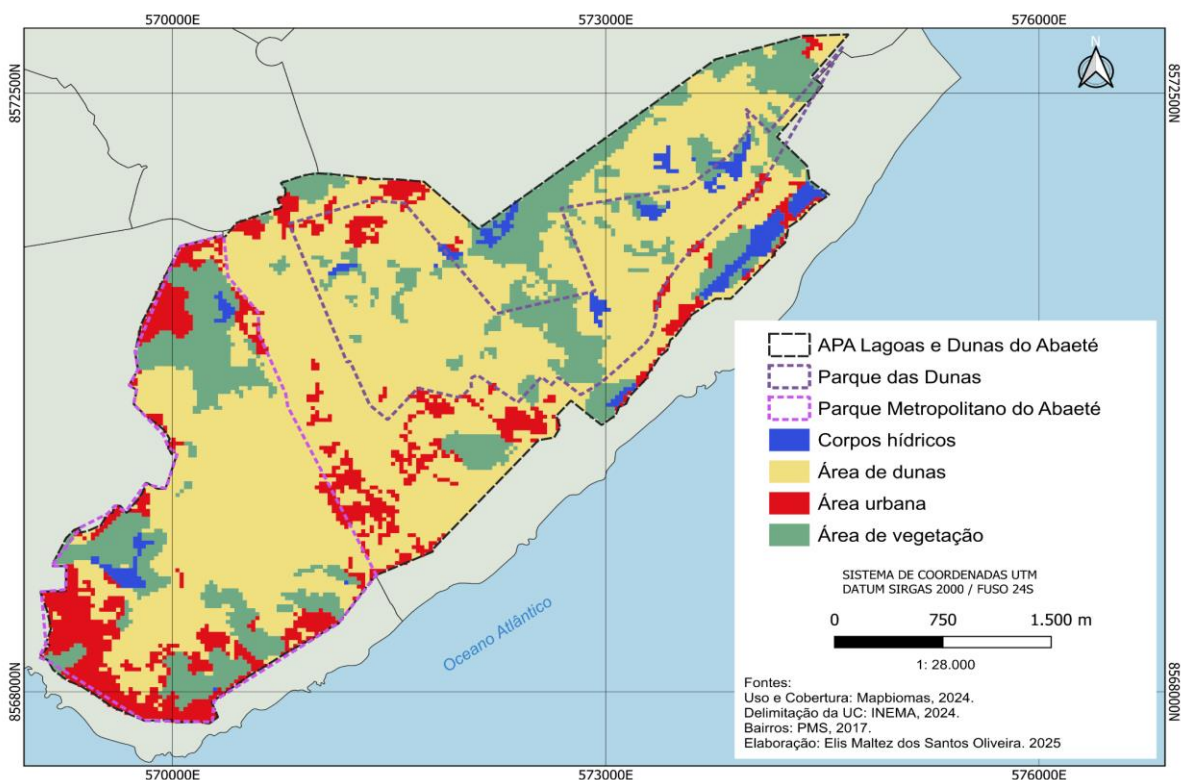 570000E
573000E
576000E
8572500N
8572500N
N
APA Lagoas e Dunas do Abaeté
Parque das Dunas
Parque Metropolitano do Abaeté
Corpos hídricos
Área de dunas
Área urbana
Área de vegetação
SISTEMA DE COORDENADAS UTM
DATUM SIRGAS 2000 / FUSO 24S
0 750 1.500 m
1: 28.000
Oceano Atlântico
Fontes:
Uso e Cobertura: Mapbiomas, 2024.
Delimitação da UC: INEMA, 2024.
Bairros: PMS, 2017.
Elaboração: Elis Maltez dos Santos Oliveira. 2025
8568000N
8568000N
570000E
573000E
576000E